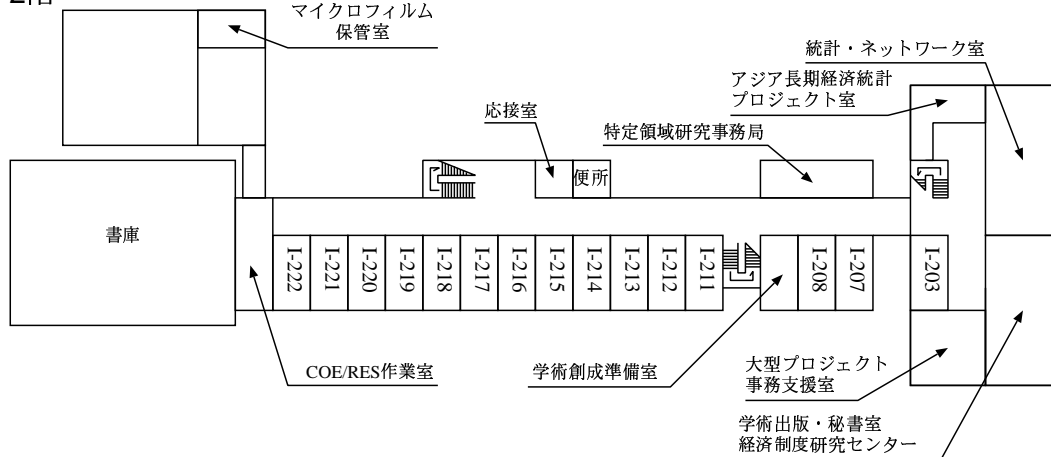 2階
マイクロフィルム
保管室
統計・ネットワーク室
アジア長期経済統計
プロジェクト室
応接室
特定領域研究事務局
便所
書庫
I-222
I-221
I-220
I-219
I-218
I-217
I-216
I-215
I-214
I-213
I-212
I-211
I-208
I-207
I-203
COE/RES作業室
学術創成準備室
大型プロジェクト
事務支援室
学術出版・秘書室
経済制度研究センター